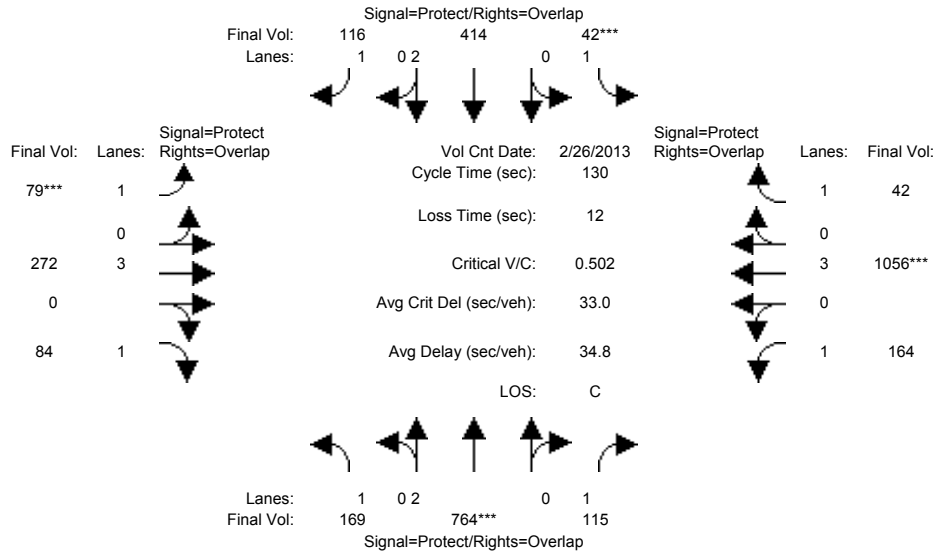 Signal=Protect/Rights=Overlap
Final Vol: 116 414 42***
Lanes: 1 0 2 0 1
Signal=Protect Signal=Protect
Final Vol: Lanes: Rights=Overlap Vol Cnt Date: 2/26/2013 Rights=Overlap Lanes: Final Vol:
79*** 1 Cycle Time (sec): 130 1 42
0 Loss Time (sec): 12 0
272 3 Critical V/C: 0.502 3 1056***
0 0 Avg Crit Del (sec/veh): 33.0 0
84 1 Avg Delay (sec/veh): 34.8 1 164
LOS: C
Lanes: 1 0 2 0 1
Final Vol: 169 764*** 115
Signal=Protect/Rights=Overlap